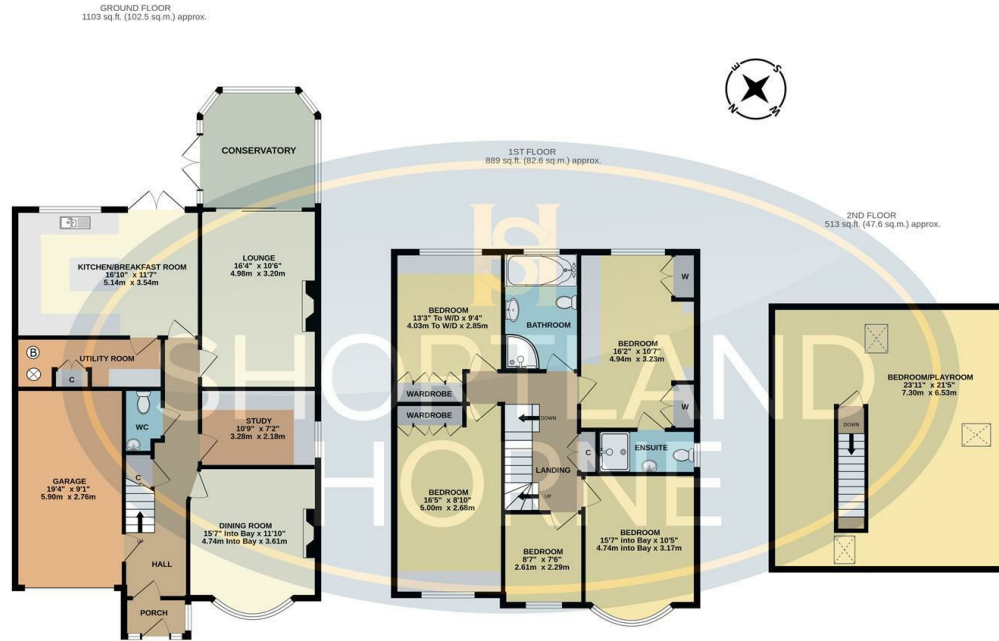 GROUND FLOOR
1103 sq.ft. (102.5 sq.m.) approx.
CONSERVATORY
KITCHEN/BREAKFAST ROOM
16'10" x 11'7"
5.14m x 3.54m
LOUNGE
16'4" x 10'6"
4.98m x 3.20m
B
UTILITY ROOM
C
WC
STUDY
10'9" x 7'2"
3.28m x 2.18m
C
GARAGE
19'4" x 9'1"
5.90m x 2.76m
UP
DINING ROOM
15'7" Into Bay x 11'10"
4.74m Into Bay x 3.61m
HALL
PORCH
E
S
N
W
1ST FLOOR
889 sq.ft. (82.6 sq.m.) approx.
BEDROOM
13'3" To W/D x 9'4"
4.03m To W/D x 2.85m
BATHROOM
W
BEDROOM
16'2" x 10'7"
4.94m x 3.23m
WARDROBE
WARDROBE
W
DOWN
LANDING
C
ENSUITE
UP
BEDROOM
16'5" x 8'10"
5.00m x 2.68m
BEDROOM
8'7" x 7'6"
2.61m x 2.29m
BEDROOM
15'7" into Bay x 10'5"
4.74m into Bay x 3.17m
2ND FLOOR
513 sq.ft. (47.6 sq.m.) approx.
BEDROOM/PLAYROOM
23'11" x 21'5"
7.30m x 6.53m
DOWN
SHORTLAND
HORNE